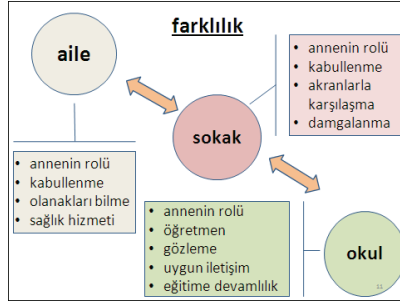 farklılık
aile
• annenin rolü
• kabullenme
• akranlarla
karşılaşma
• damgalanma
sokak
• annenin rolü
• kabullenme
• olanakları bilme
• sağlık hizmeti
• annenin rolü
• öğretmen
• gözleme
• uygun iletişim
• eğitime devamlılık
okul
11